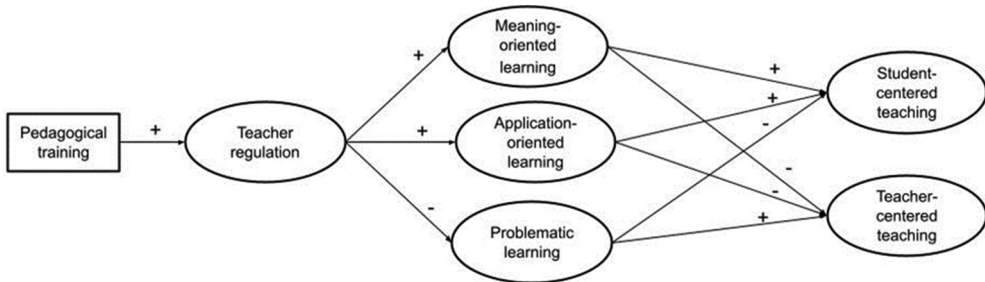 Pedagogical
training
+
Teacher
regulation
+
+
-
Meaning-
oriented
learning
Application-
oriented
learning
Problematic
learning
+
+
-
-
-
+
Student-
centered
teaching
Teacher-
centered
teaching